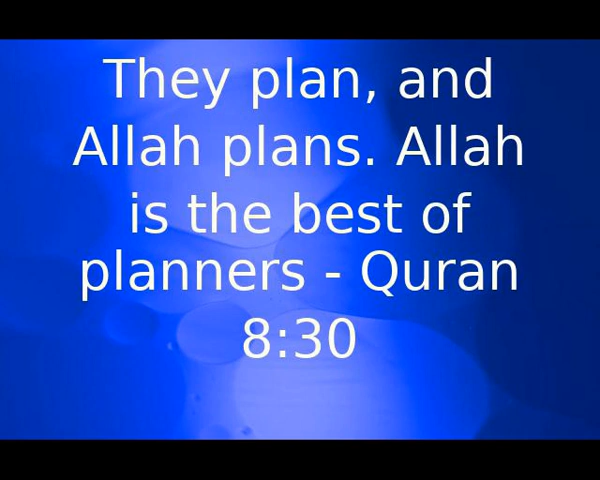 They plan, and
Allah plans. Allah
is the best of
planners - Quran
8:30